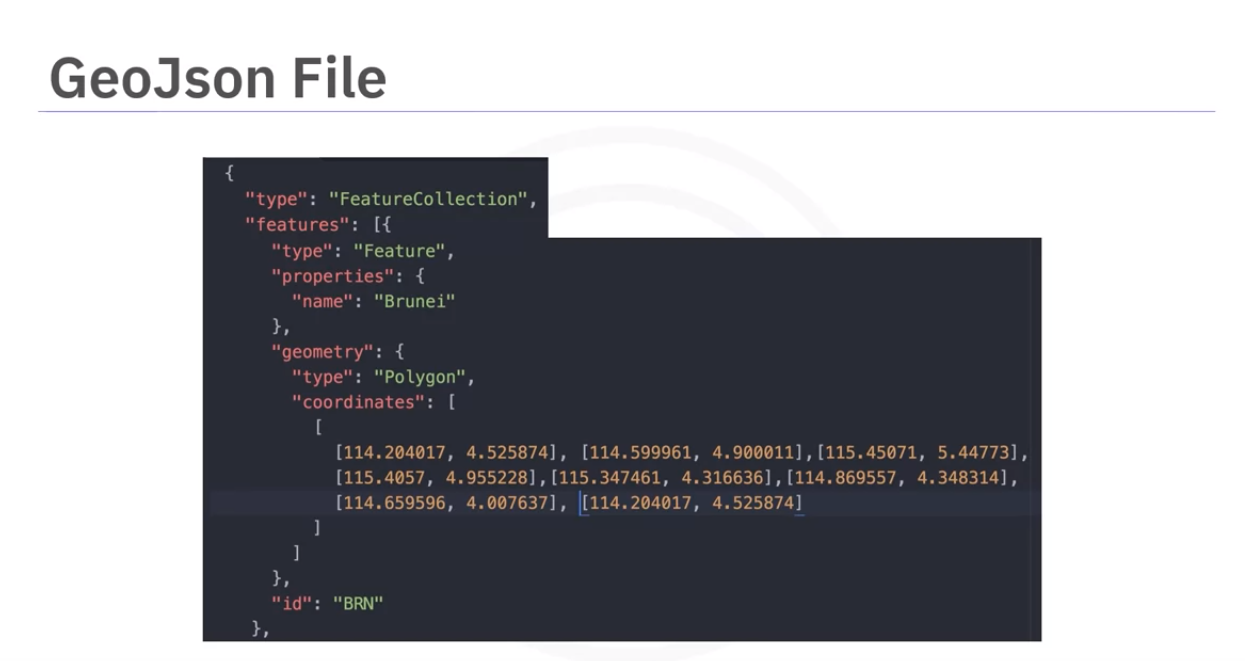 GeoJson File
{
"type": "FeatureCollection",
"features": [{
"type": "Feature",
"properties": {
"name": "Brunei"
},
"geometry": {
"type": "Polygon",
"coordinates": [
[
[114.204017, 4.525874], [114.599961, 4.900011],[115.45071, 5.44773],
[115.4057, 4.955228],[115.347461, 4.316636],[114.869557, 4.348314],
[114.659596, 4.007637], [114.204017, 4.525874]
]
]
},
"id": "BRN"
},